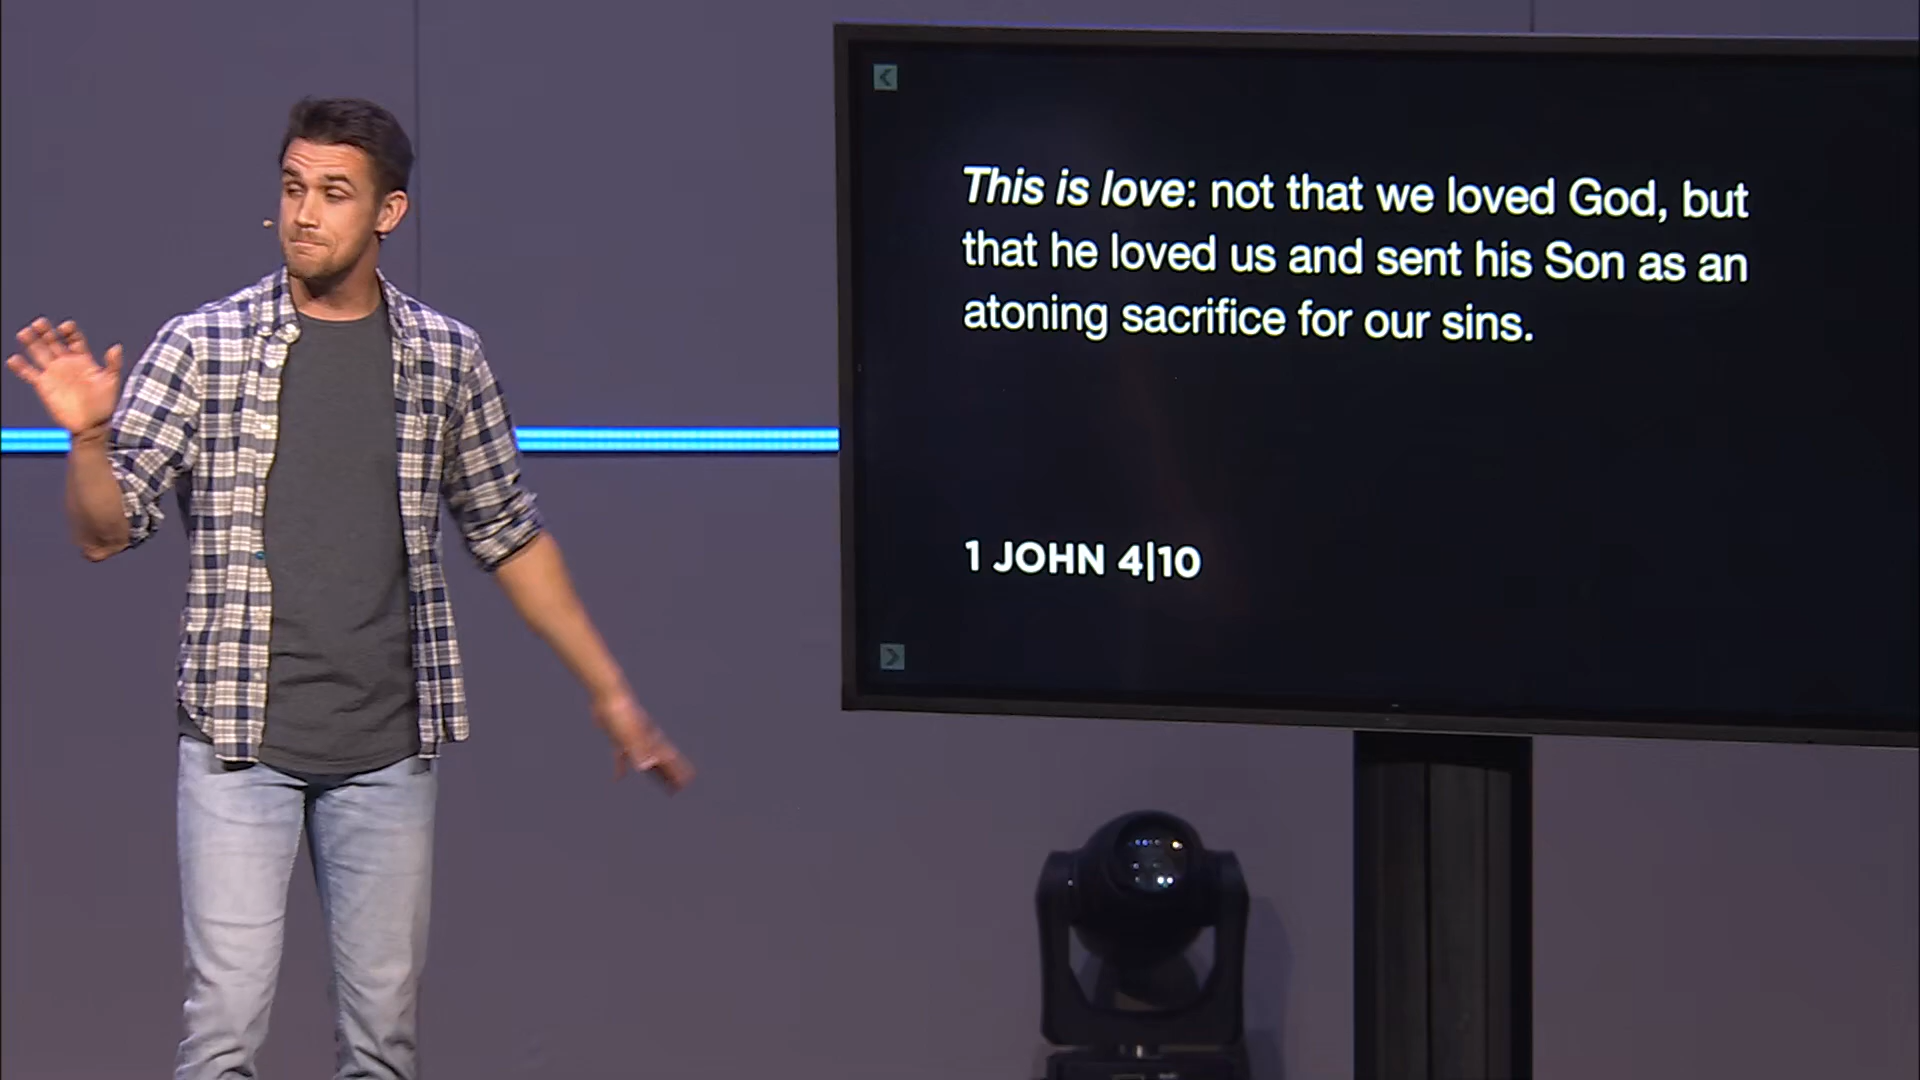 This is love: not that we loved God, but
that he loved us and sent his Son as an
atoning sacrifice for our sins.
1 JOHN 4|10